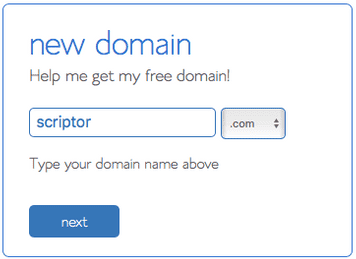 new domain
Help me get my free domain!
scriptor .com
Type your domain name above
next